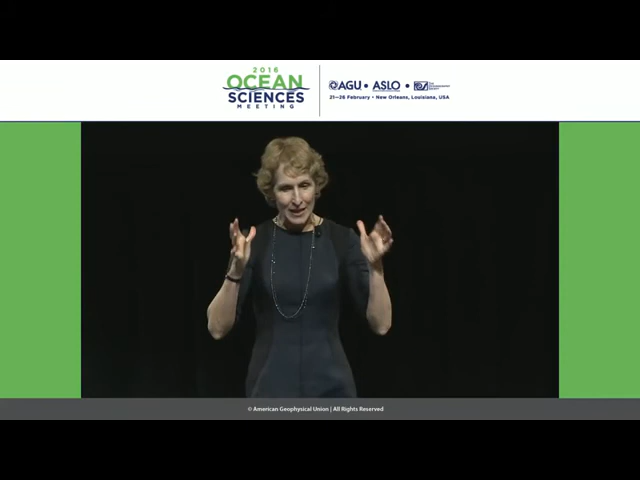 2016
OCEAN
SCIENCES
MEETING
AGU • ASLO •
21–26 February • New Orleans, Louisiana, USA
© American Geophysical Union | All Rights Reserved